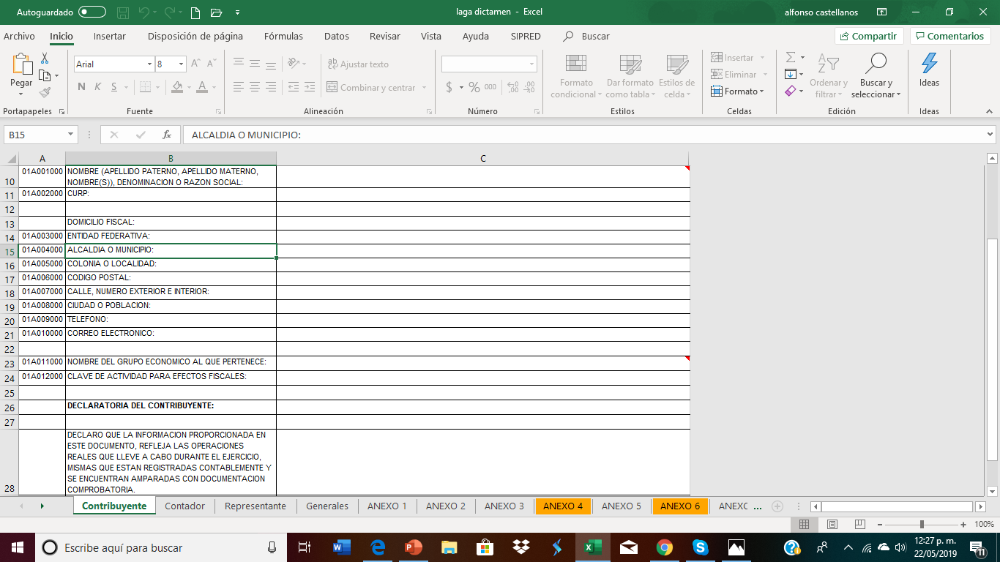 Autoguardado
laga dictamen - Excel
alfonso castellanos
Archivo Inicio Insertar Disposición de página Fórmulas Datos Revisar Vista Ayuda SIPRED Buscar
Compartir Comentarios
Pegar
Arial 8
N K S A
Ajustar texto
Combinar y centrar
$ % 000
Formato condicional
Dar formato como tabla
Estilos de celda
Insertar
Eliminar
Formato
Ordenar y filtrar
Buscar y seleccionar
Ideas
Portapapeles Fuente Alineación Número Estilos Celdas Edición Ideas
B15 fx ALCALDIA O MUNICIPIO:
A B C
10 01A001000 NOMBRE (APELLIDO PATERNO, APELLIDO MATERNO,
NOMBRE(S)), DENOMINACION O RAZON SOCIAL:
11 01A002000 CURP:
12
13 DOMICILIO FISCAL:
14 01A003000 ENTIDAD FEDERATIVA:
15 01A004000 ALCALDIA O MUNICIPIO:
16 01A005000 COLONIA O LOCALIDAD:
17 01A006000 CODIGO POSTAL:
18 01A007000 CALLE, NUMERO EXTERIOR E INTERIOR:
19 01A008000 CIUDAD O POBLACION:
20 01A009000 TELEFONO:
21 01A010000 CORREO ELECTRONICO:
22
23 01A011000 NOMBRE DEL GRUPO ECONOMICO AL QUE PERTENECE:
24 01A012000 CLAVE DE ACTIVIDAD PARA EFECTOS FISCALES:
25
26 DECLARATORIA DEL CONTRIBUYENTE:
27
28 DECLARO QUE LA INFORMACION PROPORCIONADA EN
ESTE DOCUMENTO, REFLEJA LAS OPERACIONES
REALES QUE LLEVE A CABO DURANTE EL EJERCICIO,
MISMAS QUE ESTAN REGISTRADAS CONTABLEMENTE Y
SE ENCUENTRAN AMPARADAS CON DOCUMENTACION
COMPROBATORIA.
Contribuyente Contador Representante Generales ANEXO 1 ANEXO 2 ANEXO 3 ANEXO 4 ANEXO 5 ANEXO 6 ANEXC ...
100%
Escribe aquí para buscar
12:27 p. m.
22/05/2019
11